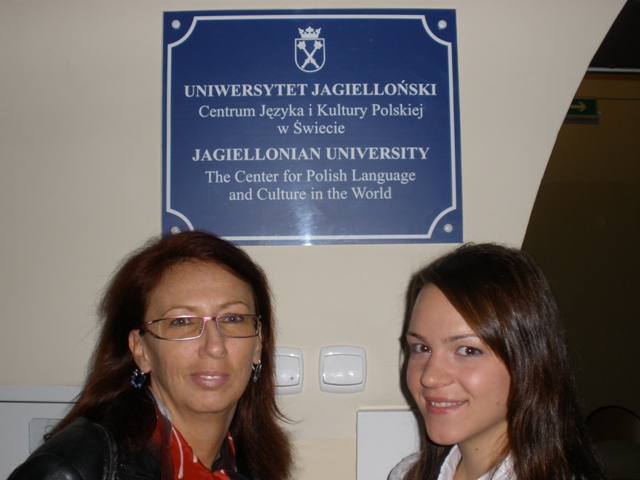 UNIWERSYTET JAGIELLOŃSKI
Centrum Języka i Kultury Polskiej
w Świecie
JAGIELLONIAN UNIVERSITY
The Center for Polish Language
and Culture in the World